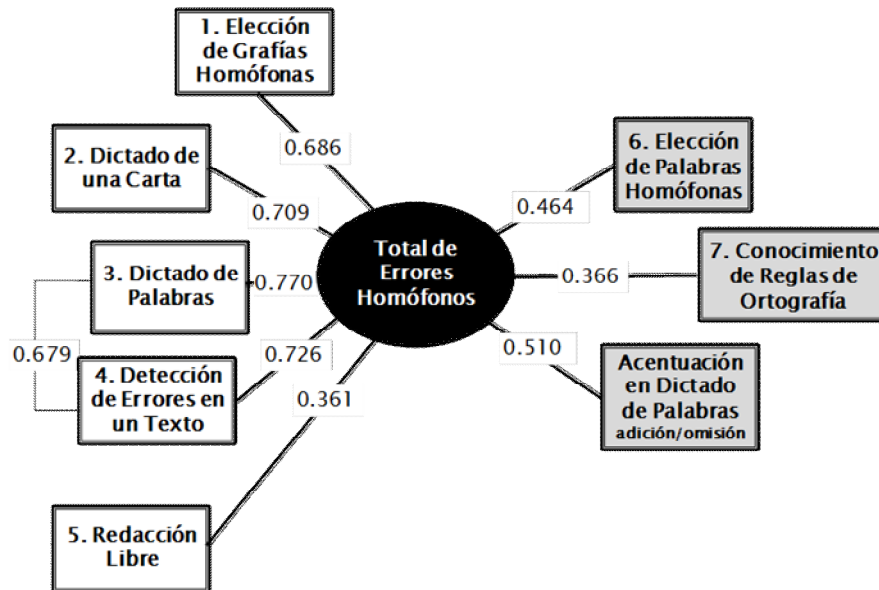 1. Elección
de Grafías
Homófonas
0.686
2. Dictado de
una Carta
0.709
3. Dictado de
Palabras
0.770
0.679
4. Detección
de Errores en
un Texto
0.726
5. Redacción
Libre
0.361
Total de
Errores
Homófonos
6. Elección
de Palabras
Homófonas
0.464
7. Conocimiento
de Reglas de
Ortografía
0.366
Acentuación
en Dictado
de Palabras
adición/omisión
0.510